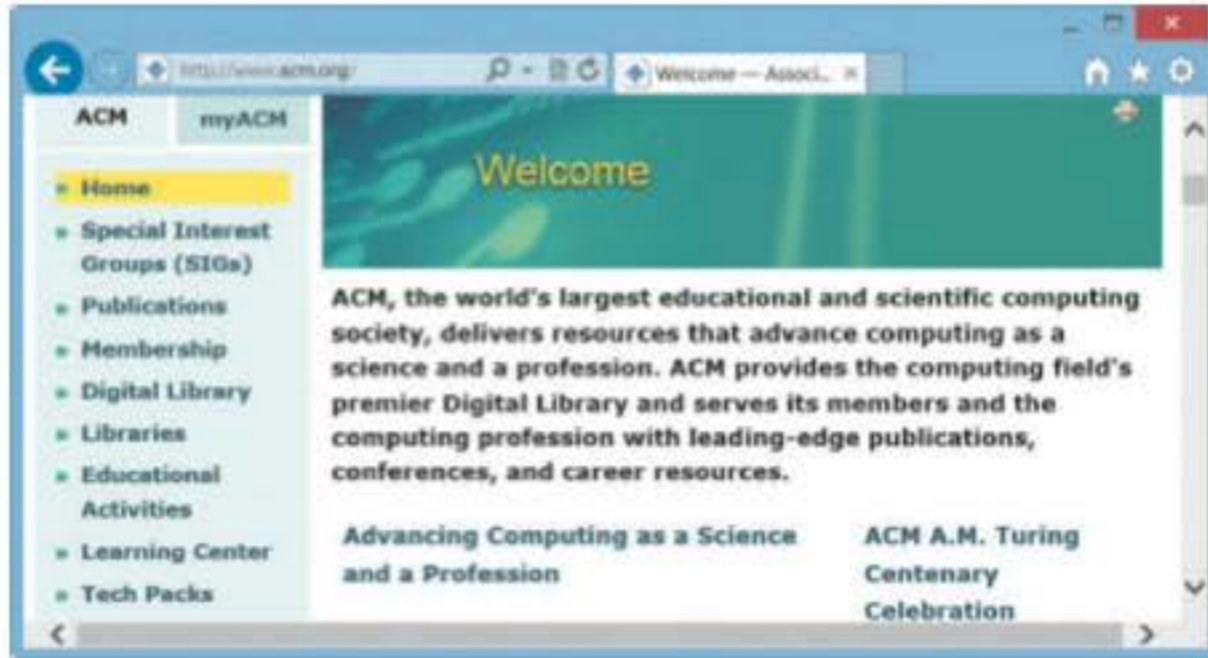 http://www.acm.org/
Welcome — Associ...
ACM
myACM
Home
Special Interest
Groups (SIGs)
Publications
Membership
Digital Library
Libraries
Educational
Activities
Learning Center
Tech Packs
Welcome
ACM, the world's largest educational and scientific computing
society, delivers resources that advance computing as a
science and a profession. ACM provides the computing field's
premier Digital Library and serves its members and the
computing profession with leading-edge publications,
conferences, and career resources.
Advancing Computing as a Science
and a Profession
ACM A.M. Turing
Centenary
Celebration